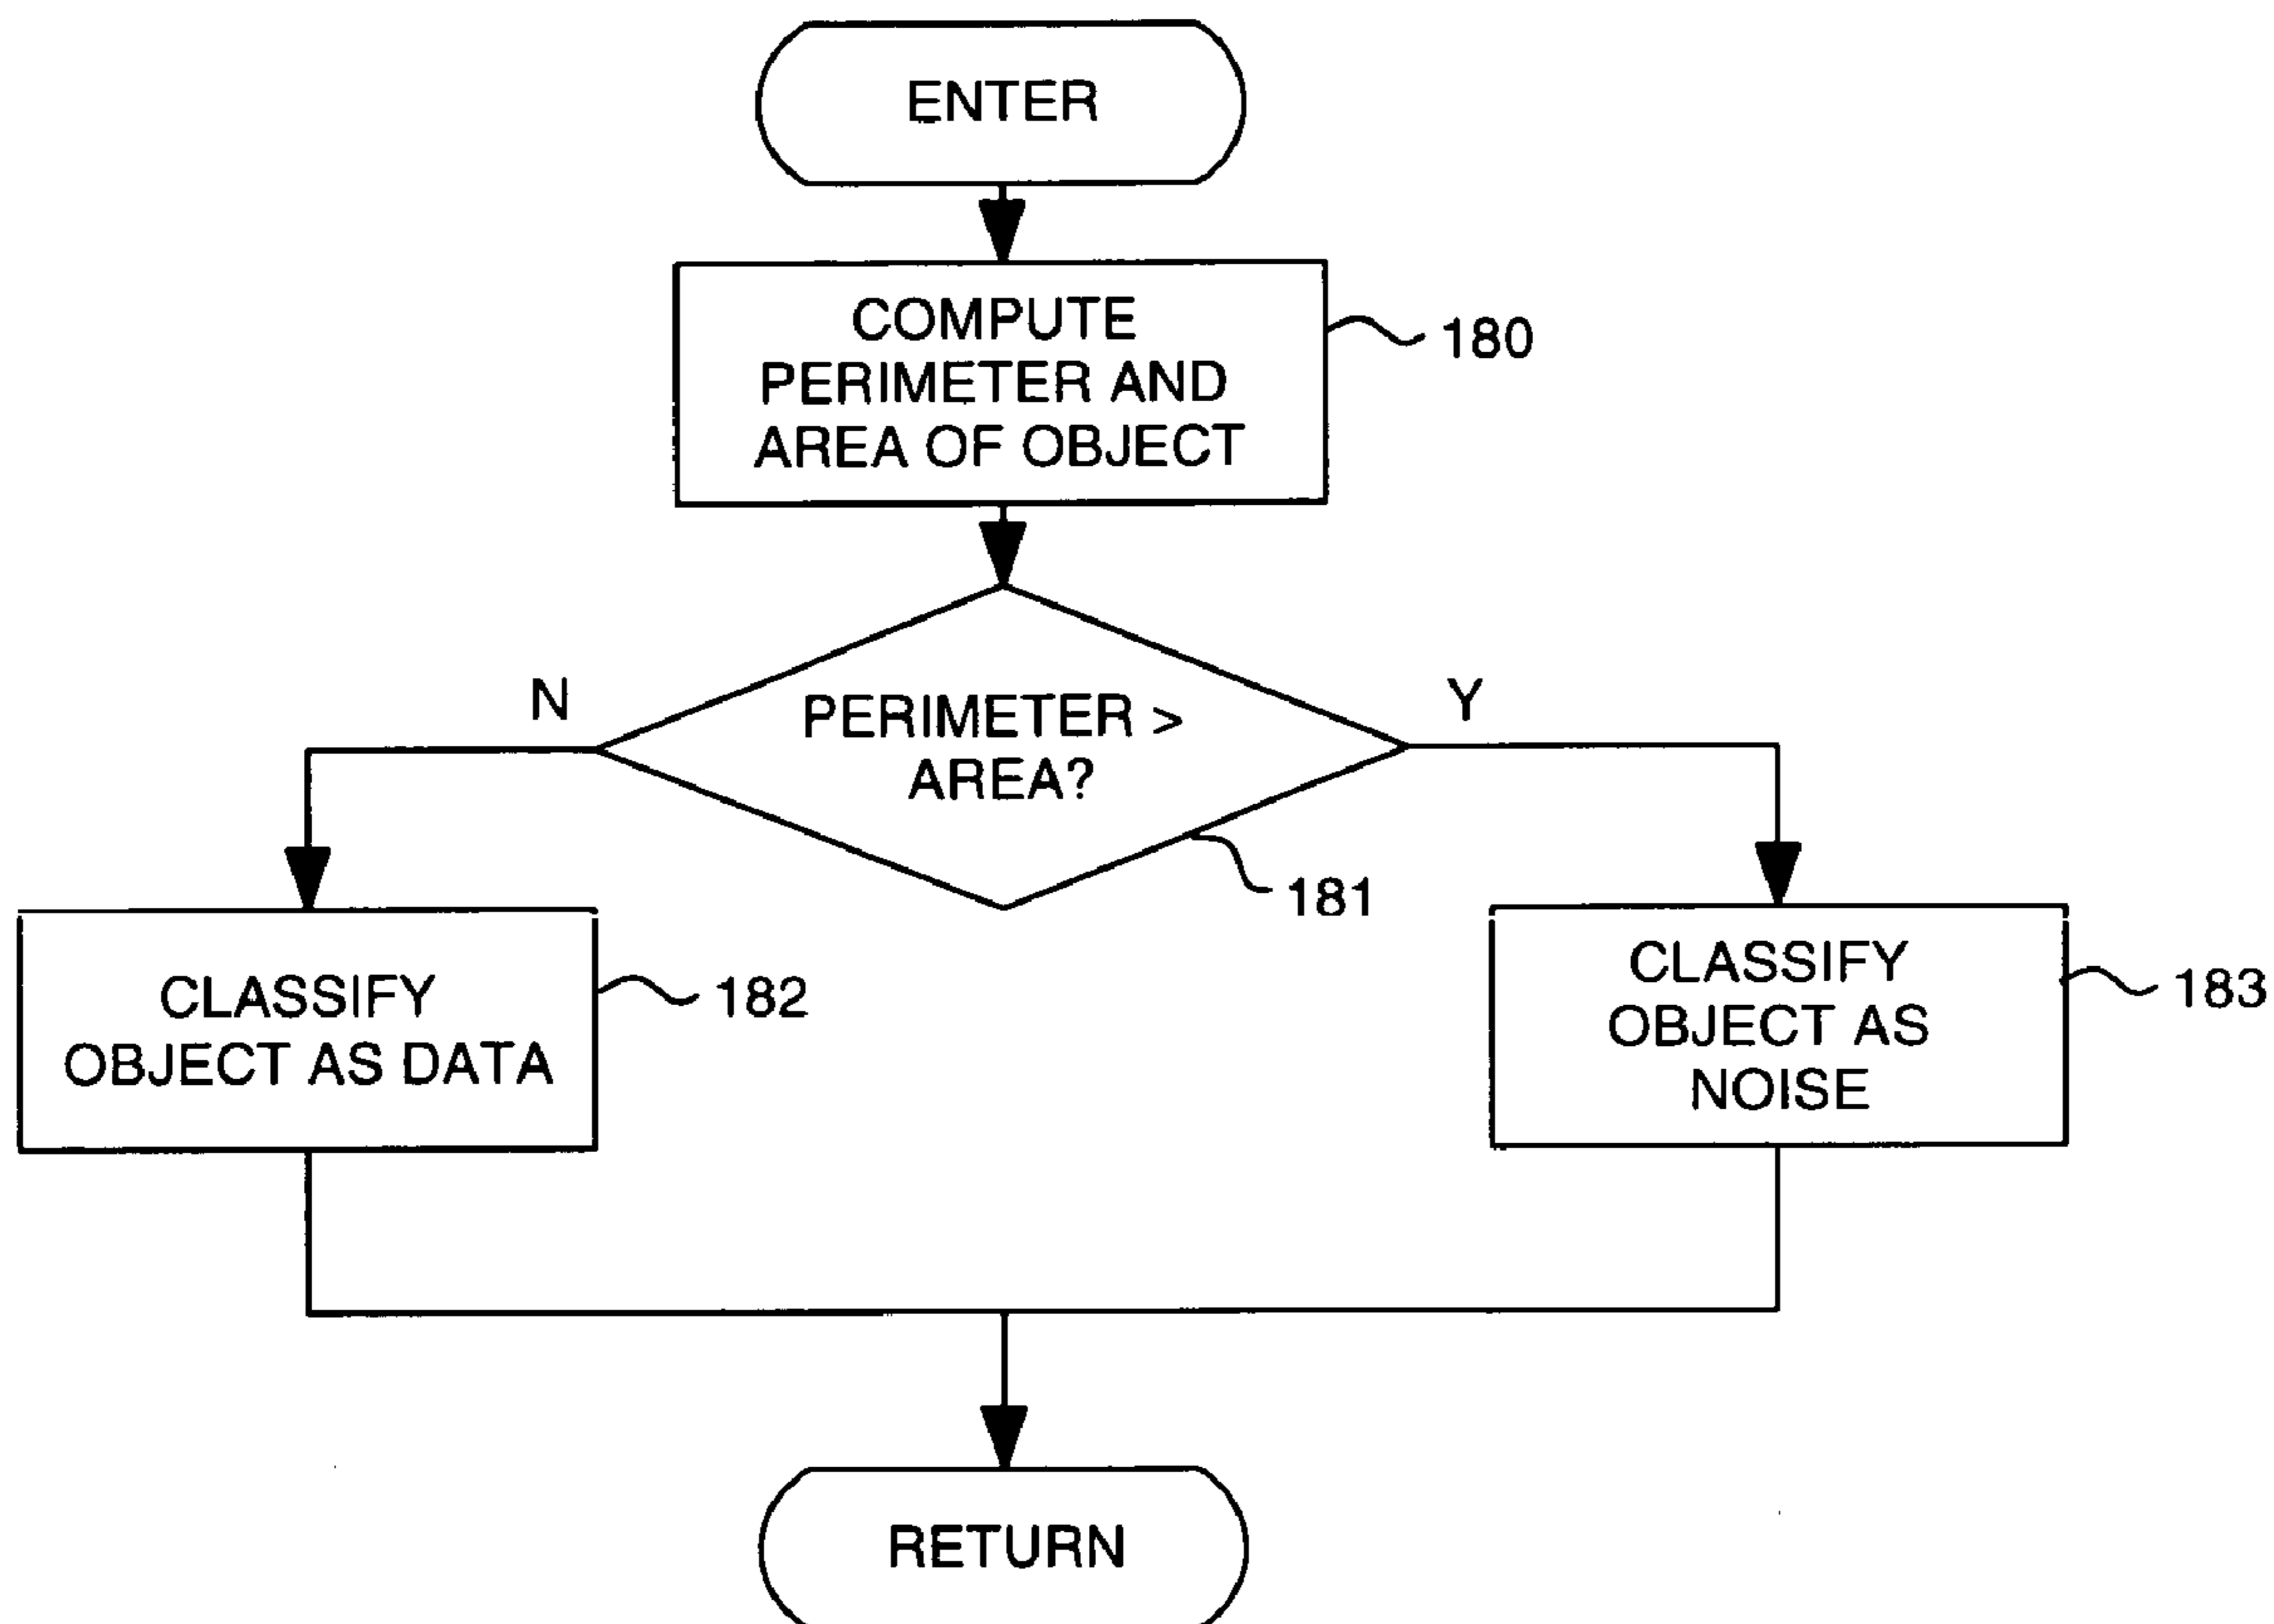 ENTER
COMPUTE
PERIMETER AND
AREA OF OBJECT
180
N
PERIMETER >
AREA?
Y
181
CLASSIFY
OBJECT AS DATA
182
CLASSIFY
OBJECT AS
NOISE
183
RETURN